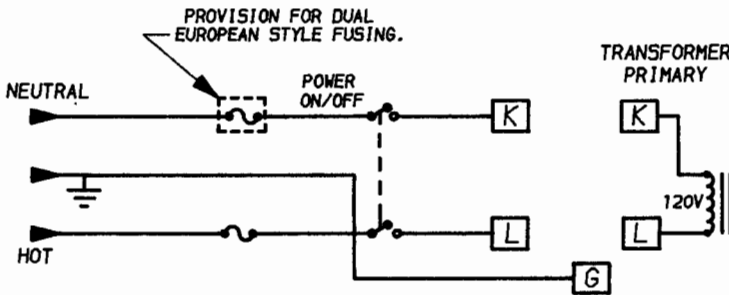 PROVISION FOR DUAL
EUROPEAN STYLE FUSING.
TRANSFORMER
PRIMARY
NEUTRAL
POWER
ON/OFF
K
K
120V
L
L
HOT
G